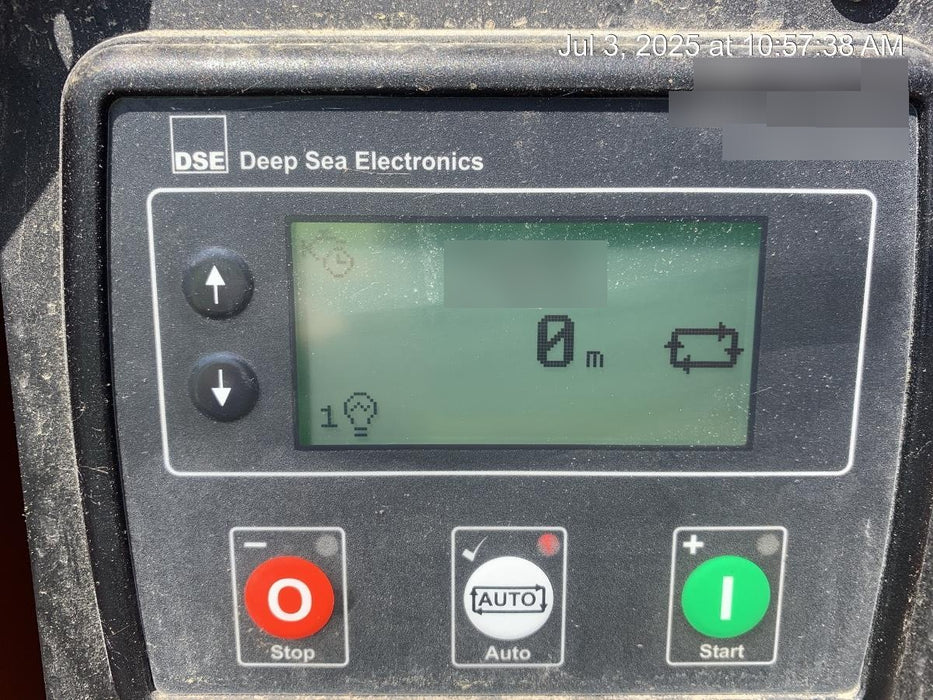 Jul 3, 2025 at 10:57:38 AM
DSE Deep Sea Electronics
0 m
1
O
AUTO
I
Stop
Auto
Start